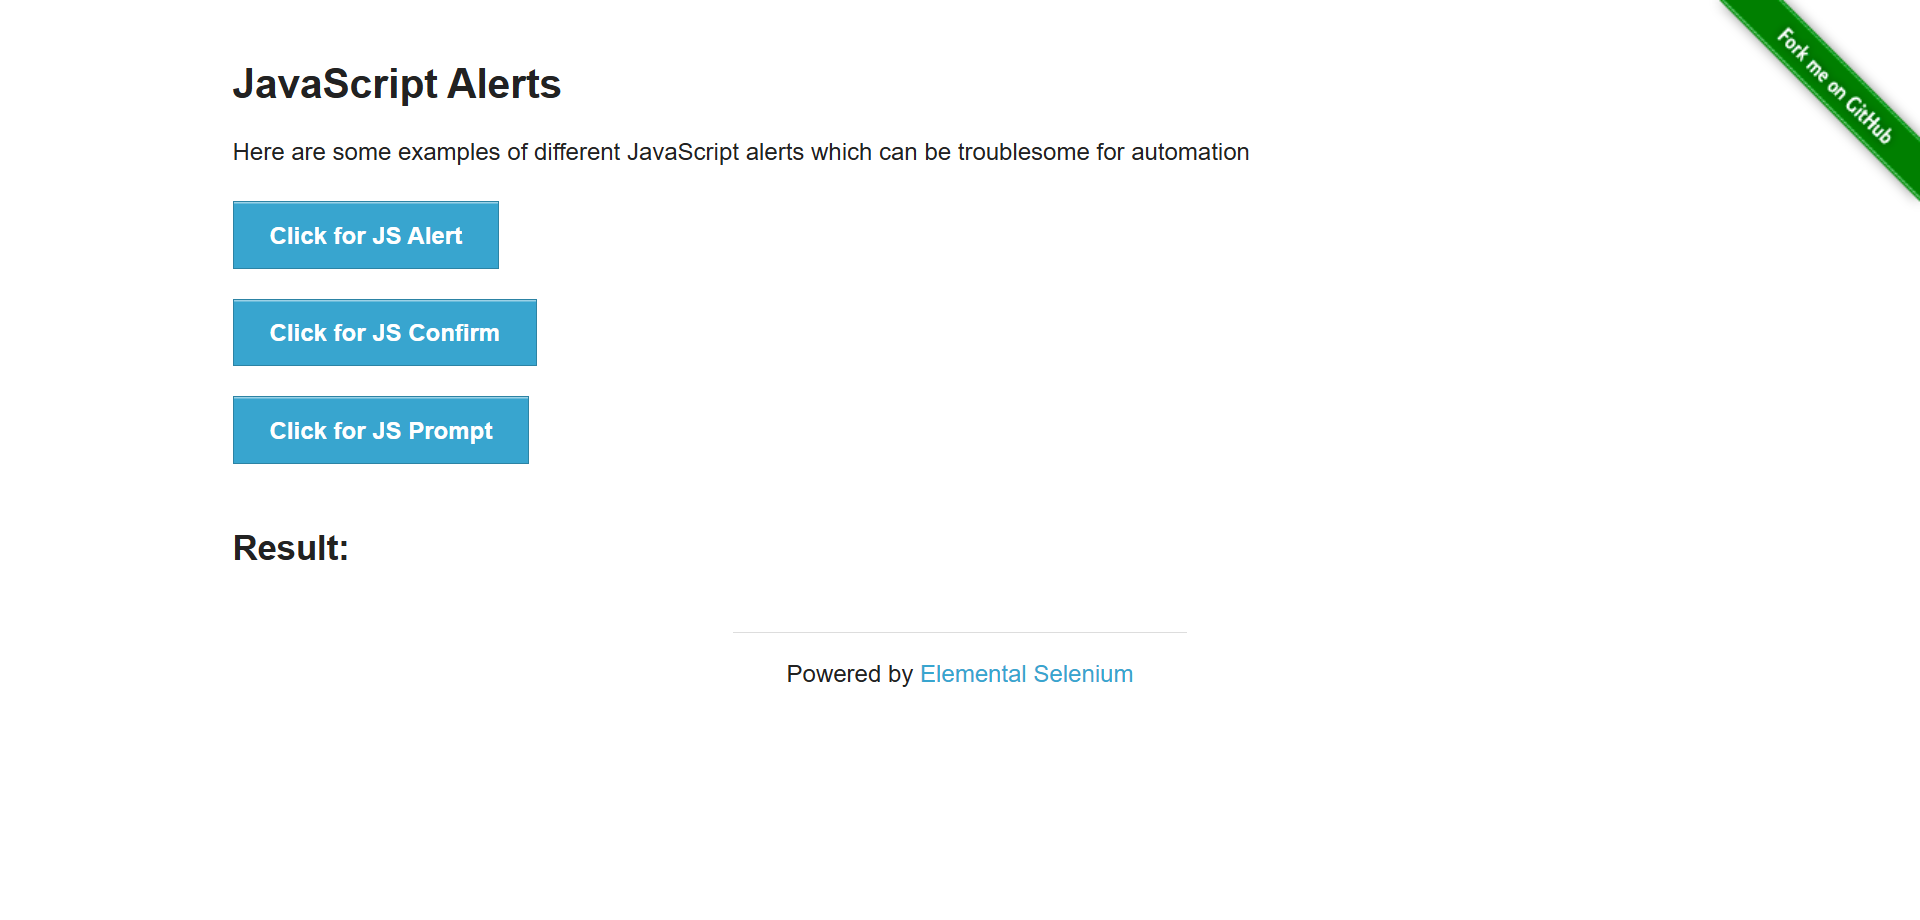 Fork me on GitHub
JavaScript Alerts
Here are some examples of different JavaScript alerts which can be troublesome for automation
Click for JS Alert
Click for JS Confirm
Click for JS Prompt
Result:
Powered by Elemental Selenium